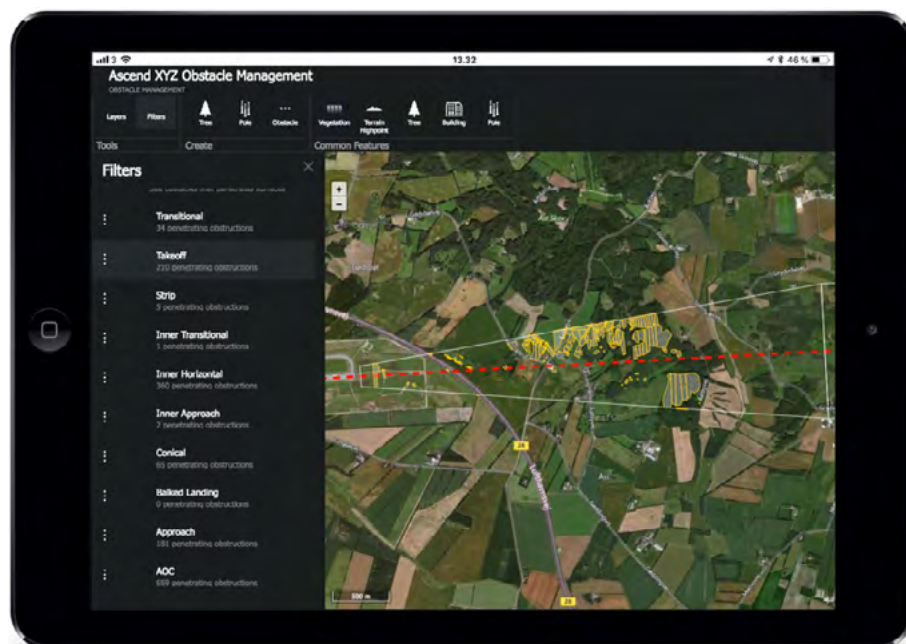 3
13.32
46 %
Ascend XYZ Obstacle Management
OBSTACLE MANAGEMENT
Layers
Filters
Tree
Pole
Obstacle
Vegetation
Terrain
Highpoint
Tree
Building
Pole
Tools
Create
Common Features
Filters
Transitional
34 penetrating obstructions
Takeoff
210 penetrating obstructions
Strip
5 penetrating obstructions
Inner Transitional
1 penetrating obstructions
Inner Horizontal
360 penetrating obstructions
Inner Approach
2 penetrating obstructions
Conical
65 penetrating obstructions
Balked Landing
0 penetrating obstructions
Approach
181 penetrating obstructions
AOC
669 penetrating obstructions
+
−
28
28
500 m